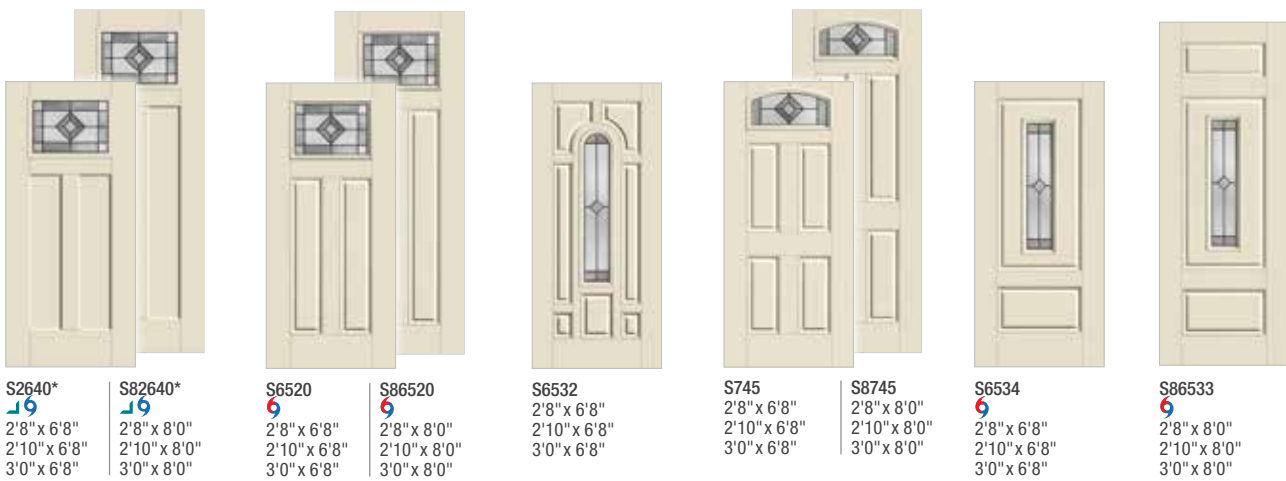 S2640*
2'8" x 6'8"
2'10" x 6'8"
3'0" x 6'8"
S82640*
2'8" x 8'0"
2'10" x 8'0"
3'0" x 8'0"
S6520
2'8" x 6'8"
2'10" x 6'8"
3'0" x 6'8"
S86520
2'8" x 8'0"
2'10" x 8'0"
3'0" x 8'0"
S6532
2'8" x 6'8"
2'10" x 6'8"
3'0" x 6'8"
S745
2'8" x 6'8"
2'10" x 6'8"
3'0" x 6'8"
S8745
2'8" x 8'0"
2'10" x 8'0"
3'0" x 8'0"
S6534
2'8" x 6'8"
2'10" x 6'8"
3'0" x 6'8"
S86533
2'8" x 8'0"
2'10" x 8'0"
3'0" x 8'0"